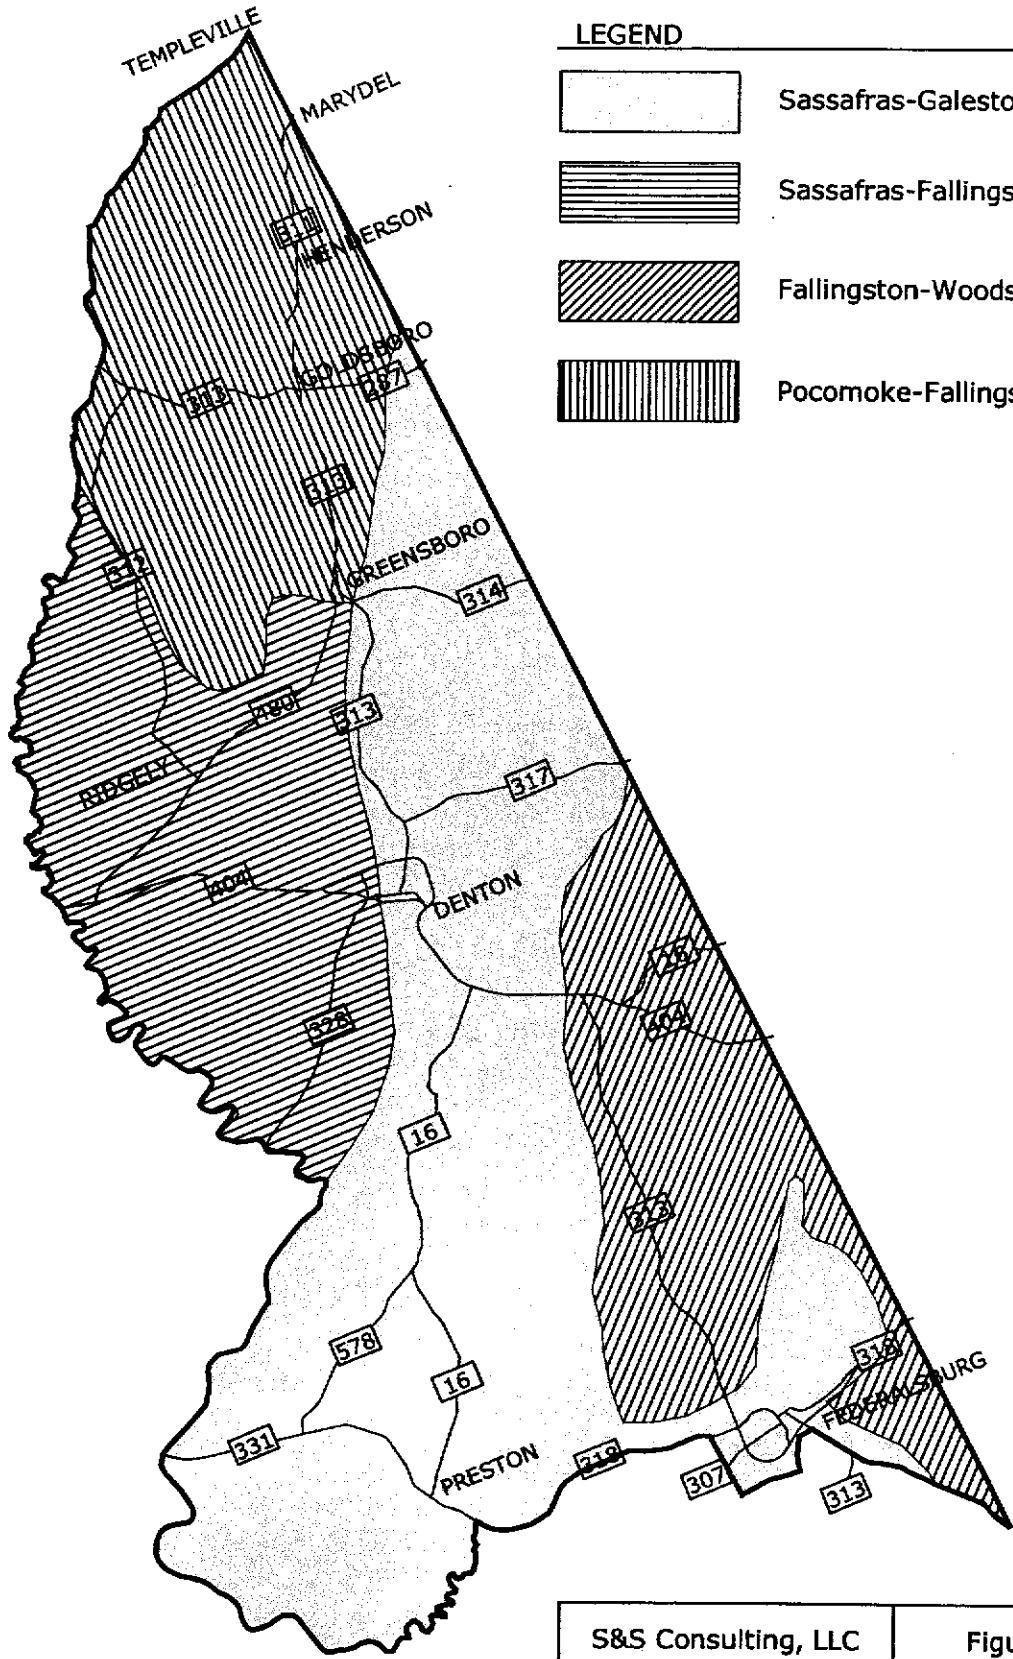 LEGEND
Sassafras-Galesto
Sassafras-Fallings
Fallingston-Woods
Pocomoke-Fallings
TEMPLEVILLE
MARYDEL
311
HENDERSON
GOLDSBORO
287
313
313
GREENSBORO
312
314
480
313
RIDGELY
317
404
DENTON
16
404
328
16
313
578
318
16
FEDERALSBURG
331
PRESTON
318
307
313
S&S Consulting, LLC
Figu